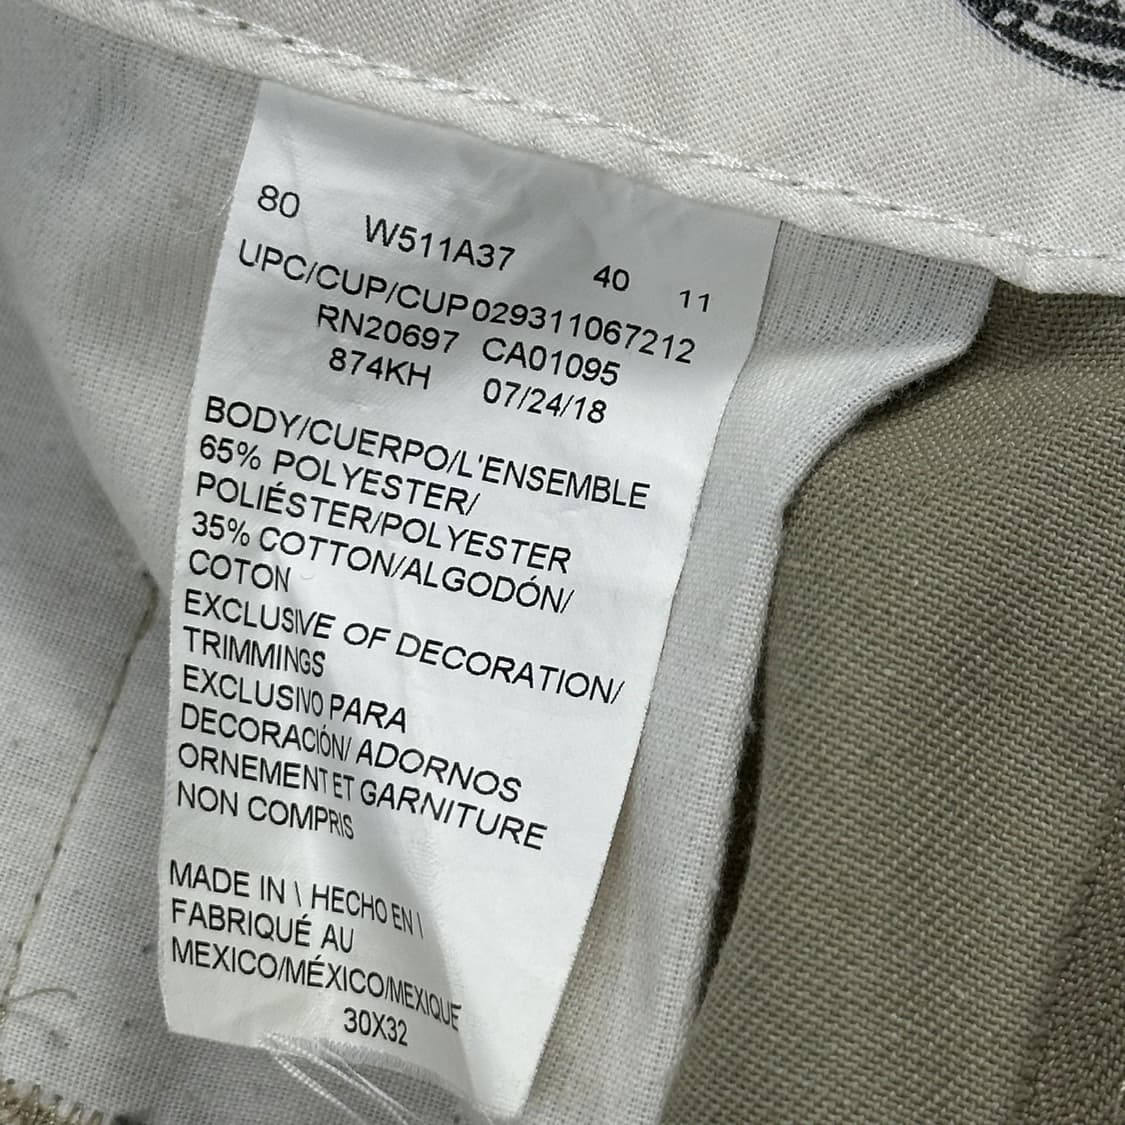 80 W511A37 40 11
UPC/CUP/CUP 029311067212
RN20697 CA01095
874KH 07/24/18
BODY/CUERPO/L'ENSEMBLE
65% POLYESTER/
POLIÉSTER/POLYESTER
35% COTTON/ALGODÓN/
COTON
EXCLUSIVE OF DECORATION/
TRIMMINGS
EXCLUSIVO PARA
DECORACIÓN/ ADORNOS
ORNEMENT ET GARNITURE
NON COMPRIS
MADE IN \ HECHO EN \
FABRIQUÉ AU
MEXICO/MÉXICO/MEXIQUE
30X32